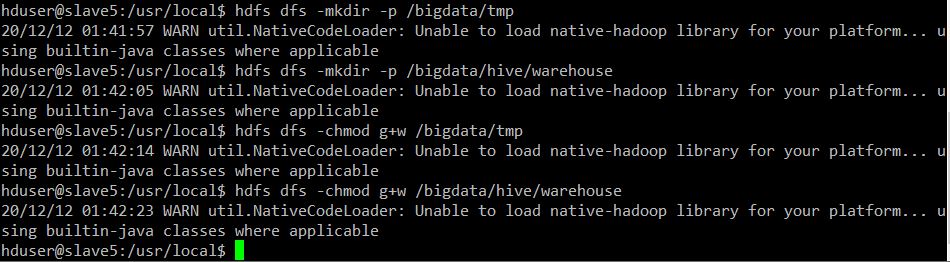 hduser@slave5:/usr/local$ hdfs dfs -mkdir -p /bigdata/tmp
20/12/12 01:41:57 WARN util.NativeCodeLoader: Unable to load native-hadoop library for your platform... u
sing builtin-java classes where applicable
hduser@slave5:/usr/local$ hdfs dfs -mkdir -p /bigdata/hive/warehouse
20/12/12 01:42:05 WARN util.NativeCodeLoader: Unable to load native-hadoop library for your platform... u
sing builtin-java classes where applicable
hduser@slave5:/usr/local$ hdfs dfs -chmod g+w /bigdata/tmp
20/12/12 01:42:14 WARN util.NativeCodeLoader: Unable to load native-hadoop library for your platform... u
sing builtin-java classes where applicable
hduser@slave5:/usr/local$ hdfs dfs -chmod g+w /bigdata/hive/warehouse
20/12/12 01:42:23 WARN util.NativeCodeLoader: Unable to load native-hadoop library for your platform... u
sing builtin-java classes where applicable
hduser@slave5:/usr/local$